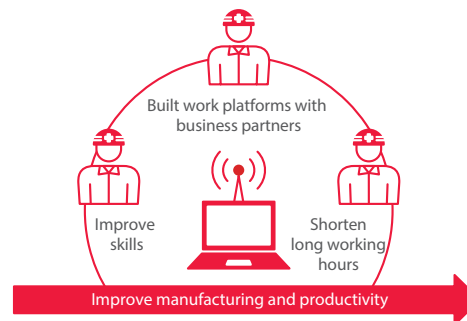 Built work platforms with
business partners
Improve
skills
Shorten
long working
hours
Improve manufacturing and productivity